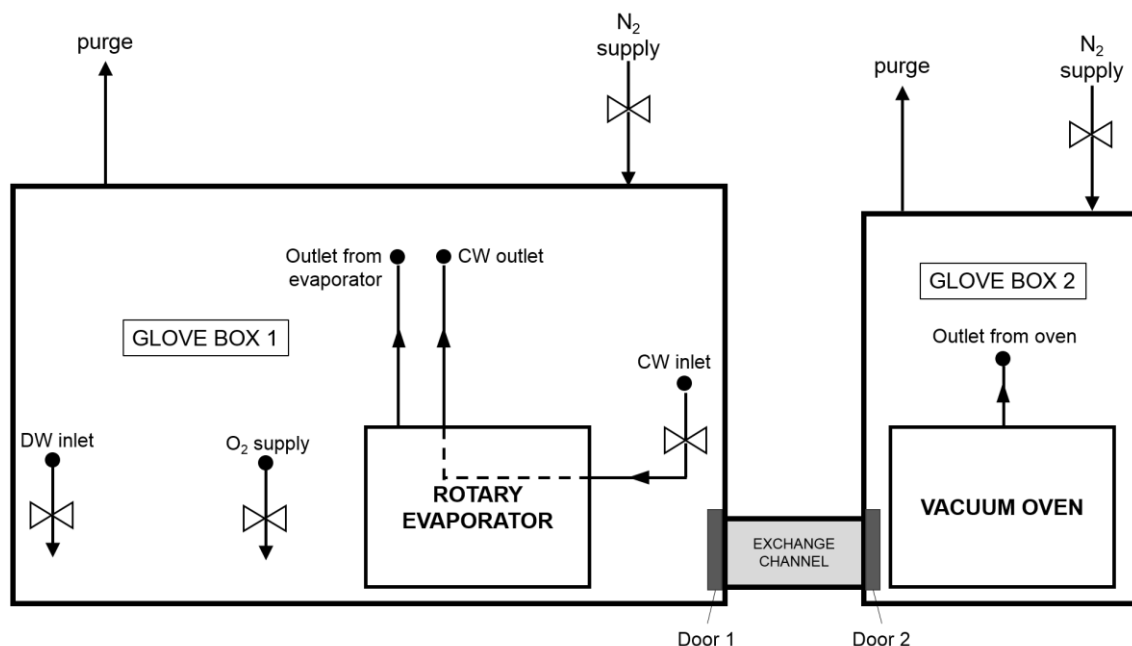 purge
N₂
supply
purge
N₂
supply
Outlet from
evaporator
CW outlet
GLOVE BOX 1
CW inlet
GLOVE BOX 2
Outlet from oven
DW inlet
O₂ supply
ROTARY
EVAPORATOR
VACUUM OVEN
EXCHANGE
CHANNEL
Door 1
Door 2